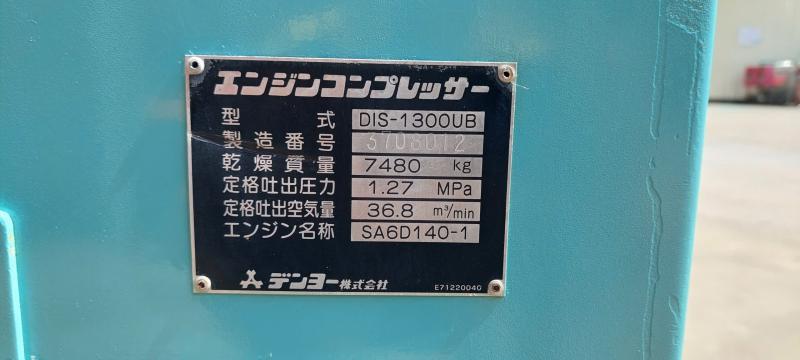 エンジンコンプレッサー
型式 DIS-1300UB
製造番号 3708012
乾燥質量 7480 kg
定格吐出圧力 1.27 MPa
定格吐出空気量 36.8 m³/min
エンジン名称 SA6D140-1
デンヨー株式会社 E71220040